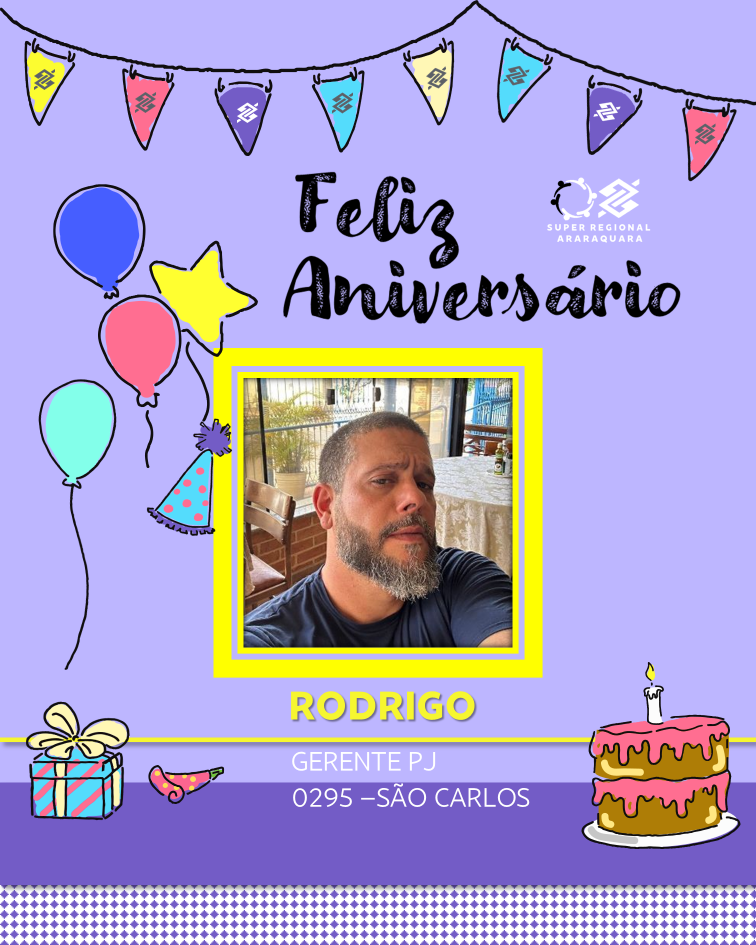 Feliz
Aniversário
SUPER REGIONAL
ARARAQUARA
RODRIGO
GERENTE PJ
0295 –SÃO CARLOS